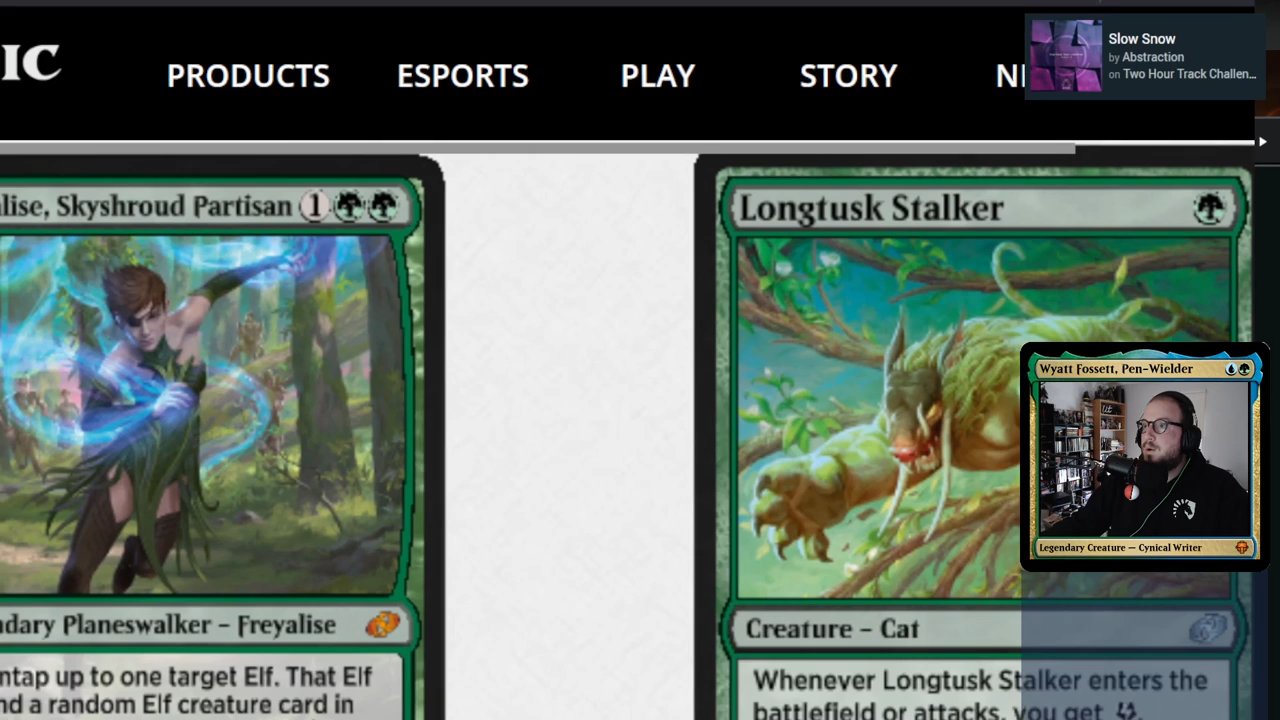 IC
PRODUCTS
ESPORTS
PLAY
STORY
Slow Snow
by Abstraction
on Two Hour Track Challen...
alise, Skyshroud Partisan 1
Longtusk Stalker
Wyatt Fossett, Pen-Wielder
Legendary Creature — Cynical Writer
ndary Planeswalker – Freyalise
Creature – Cat
ntap up to one target Elf. That Elf
nd a random Elf creature card in
Whenever Longtusk Stalker enters the
battlefield or attacks, you get